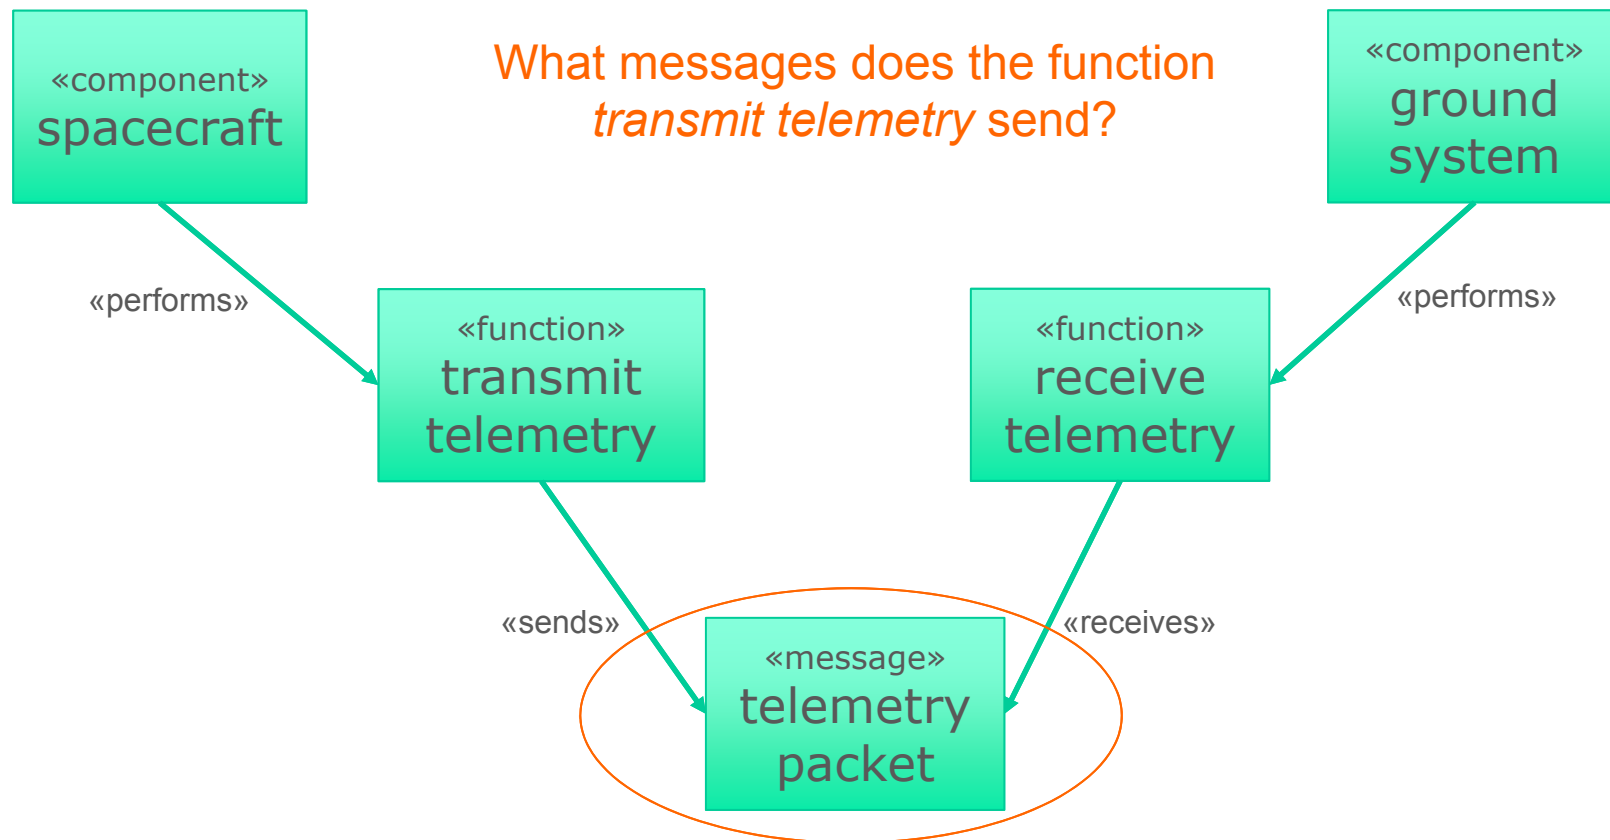 «component»
spacecraft
What messages does the function
transmit telemetry send?
«component»
ground
system
«performs»
«performs»
«function»
transmit
telemetry
«function»
receive
telemetry
«sends»
«receives»
«message»
telemetry
packet